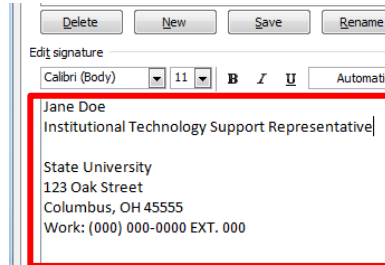 Delete New Save Rename
Edit signature
Calibri (Body) 11 B I U Automati
Jane Doe
Institutional Technology Support Representative
State University
123 Oak Street
Columbus, OH 45555
Work: (000) 000-0000 EXT. 000